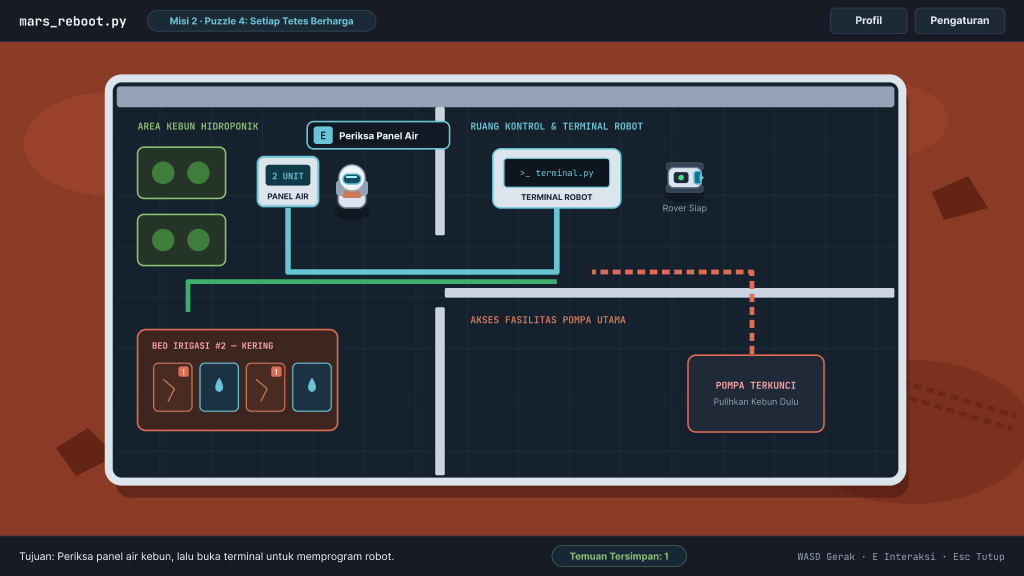 mars_reboot.py
Misi 2 · Puzzle 4: Setiap Tetes Berharga
Profil
Pengaturan
AREA KEBUN HIDROPONIK
E
Periksa Panel Air
RUANG KONTROL & TERMINAL ROBOT
2 UNIT
PANEL AIR
>_ terminal.py
TERMINAL ROBOT
Rover Siap
AKSES FASILITAS POMPA UTAMA
BED IRIGASI #2 — KERING
!
!
POMPA TERKUNCI
Pulihkan Kebun Dulu
Tujuan: Periksa panel air kebun, lalu buka terminal untuk memprogram robot.
Temuan Tersimpan: 1
WASD Gerak · E Interaksi · Esc Tutup